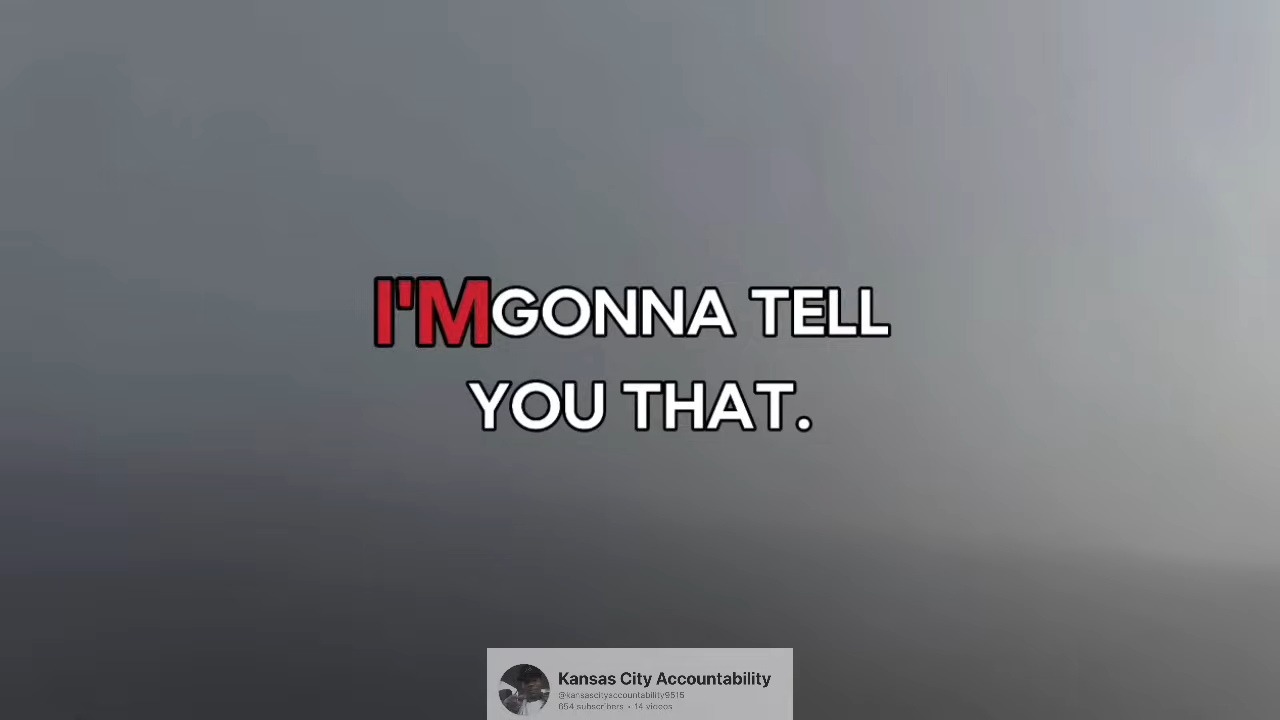 I'M GONNA TELL
YOU THAT.
Kansas City Accountability
@kansascityaccountability9515
654 subscribers • 14 videos